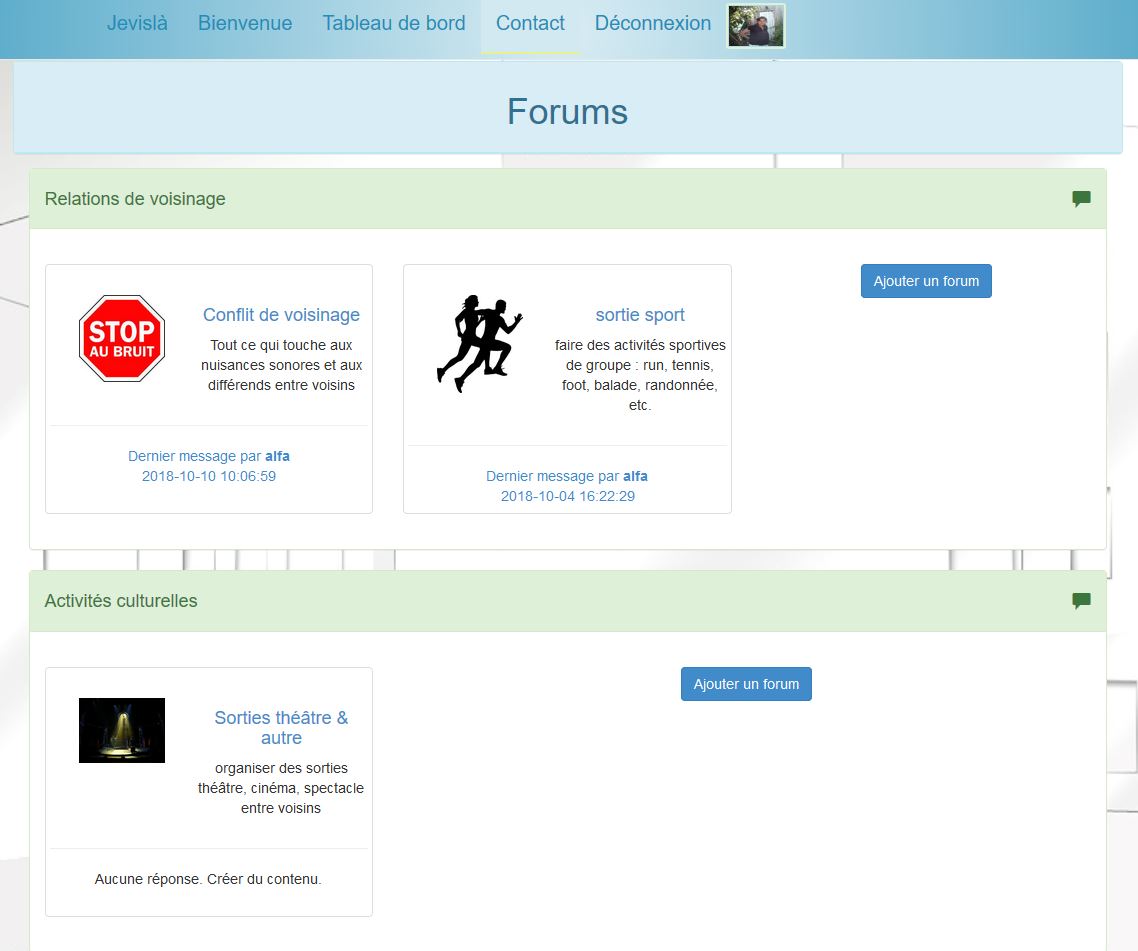 Jevislà Bienvenue Tableau de bord Contact Déconnexion
Forums
Relations de voisinage
STOP
AU BRUIT
Conflit de voisinage
Tout ce qui touche aux
nuisances sonores et aux
différends entre voisins
Dernier message par alfa
2018-10-10 10:06:59
sortie sport
faire des activités sportives
de groupe : run, tennis,
foot, balade, randonnée,
etc.
Dernier message par alfa
2018-10-04 16:22:29
Ajouter un forum
Activités culturelles
Sorties théâtre &
autre
organiser des sorties
théâtre, cinéma, spectacle
entre voisins
Aucune réponse. Créer du contenu.
Ajouter un forum